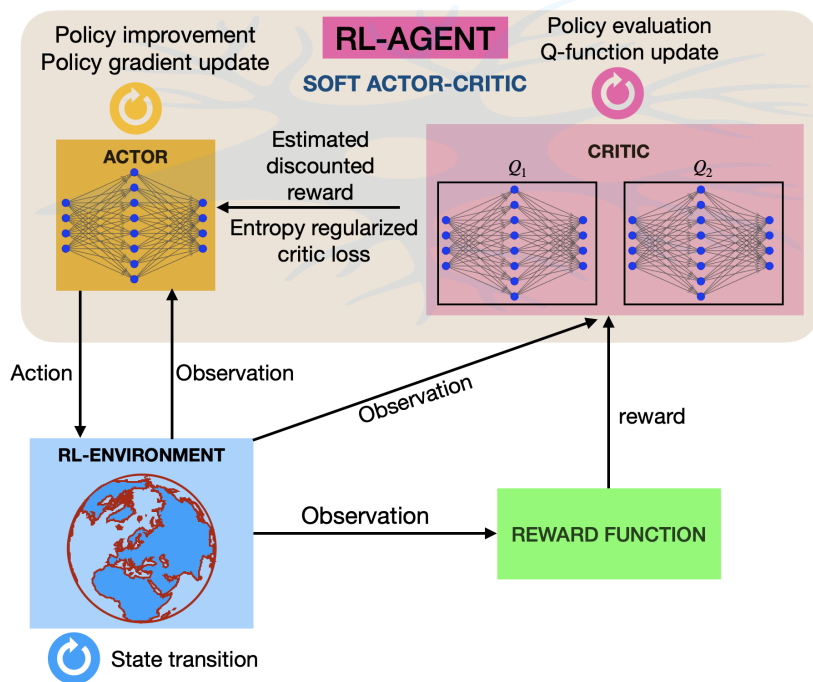 RL-AGENT
SOFT ACTOR-CRITIC
Policy improvement
Policy gradient update
Policy evaluation
Q-function update
ACTOR
Estimated
discounted
reward
Entropy regularized
critic loss
CRITIC
Q1
Q2
Action
Observation
Observation
reward
RL-ENVIRONMENT
Observation
REWARD FUNCTION
State transition